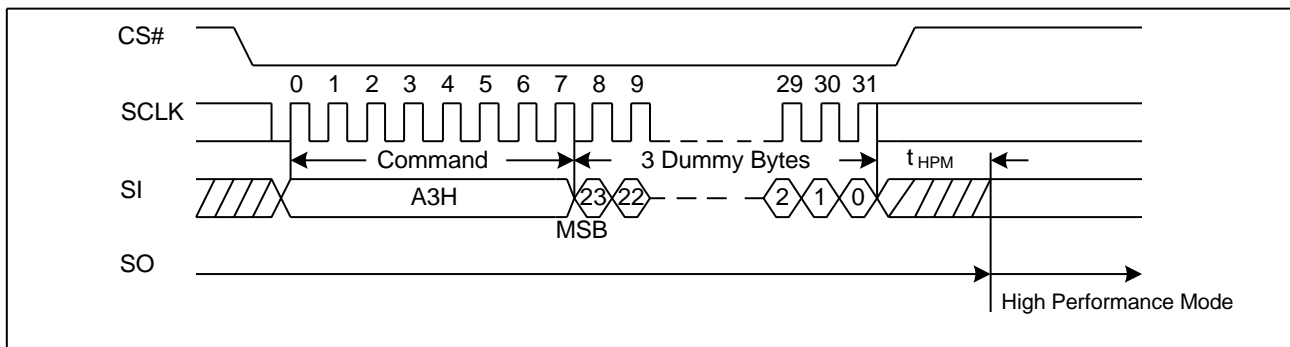 CS#
0 1 2 3 4 5 6 7 8 9 29 30 31
SCLK
Command 3 Dummy Bytes tHPM
SI A3H 23 22 2 1 0
MSB
SO
High Performance Mode